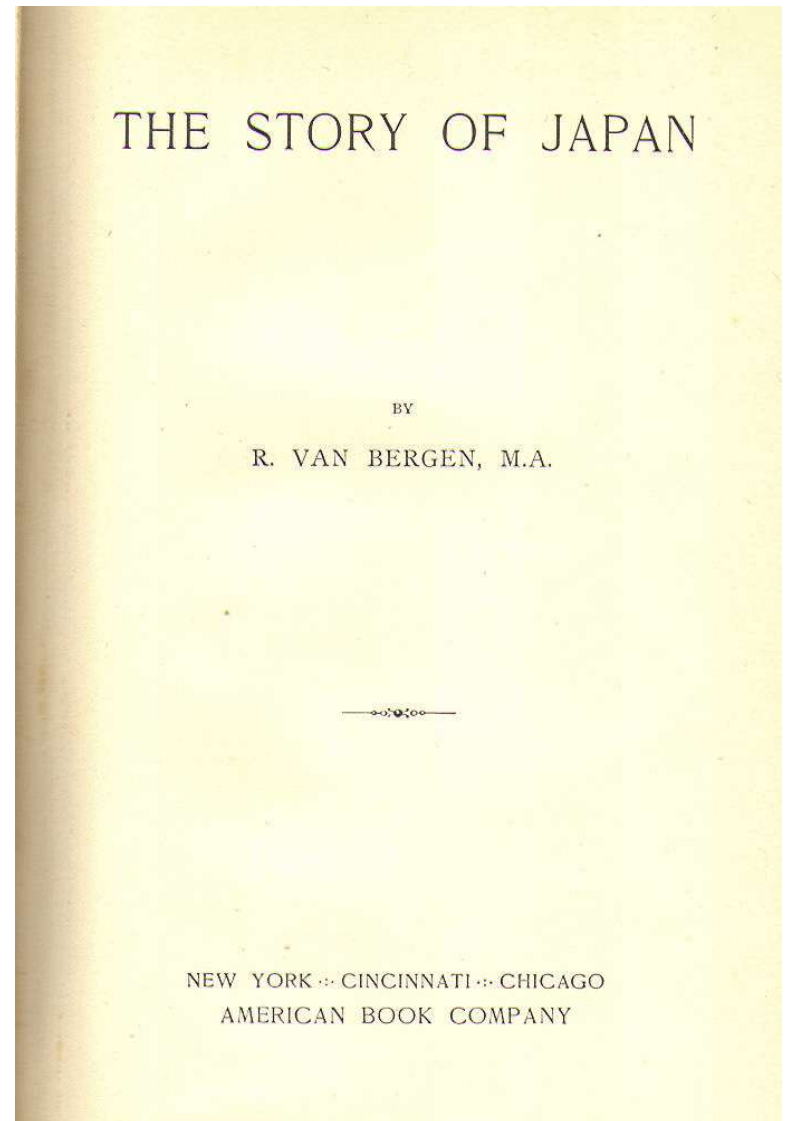 THE STORY OF JAPAN
BY
R. VAN BERGEN, M.A.
NEW YORK ·:· CINCINNATI ·:· CHICAGO
AMERICAN BOOK COMPANY